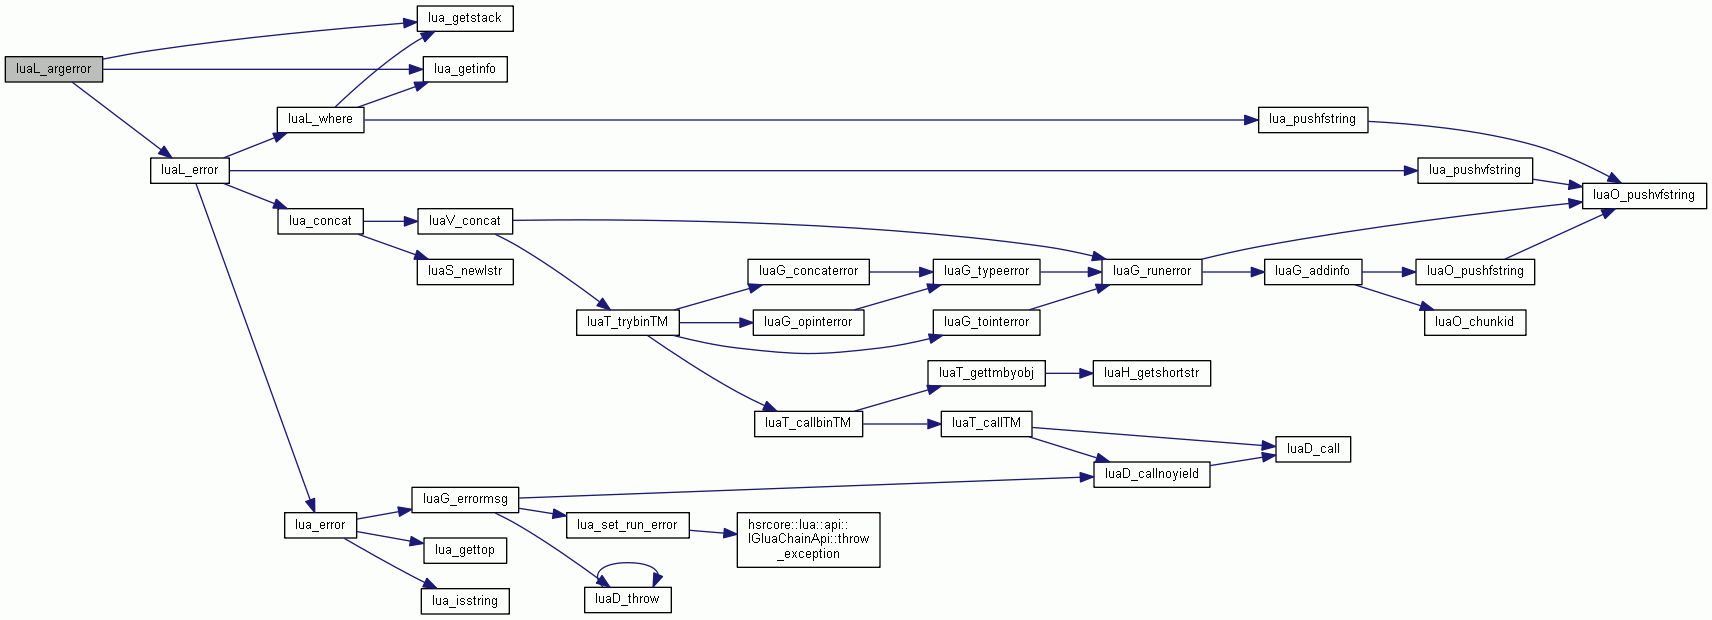 lua_getstack
luaL_argerror
lua_getinfo
luaL_where
lua_pushfstring
luaL_error
lua_pushvfstring
luaO_pushvfstring
lua_concat
luaV_concat
luaS_newlstr
luaG_concaterror
luaG_typeerror
luaG_runerror
luaG_addinfo
luaO_pushfstring
luaT_trybinTM
luaG_opinterror
luaG_tointerror
luaO_chunkid
luaT_gettmbyobj
luaH_getshortstr
luaT_callbinTM
luaT_callTM
luaD_call
luaD_callnoyield
luaG_errormsg
lua_error
lua_set_run_error
hsrcore::lua::api::
IGluaChainApi::throw
_exception
lua_gettop
lua_isstring
luaD_throw